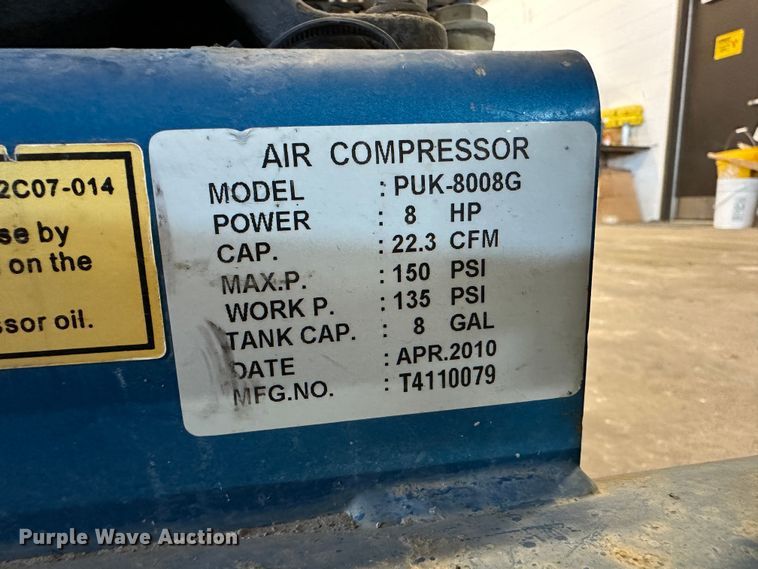 AIR COMPRESSOR
MODEL : PUK-8008G
POWER : 8 HP
CAP. : 22.3 CFM
MAX.P. : 150 PSI
WORK P. : 135 PSI
TANK CAP. : 8 GAL
DATE : APR.2010
MFG.NO. : T4110079
2C07-014
se by
on the
ssor oil.
Purple Wave Auction